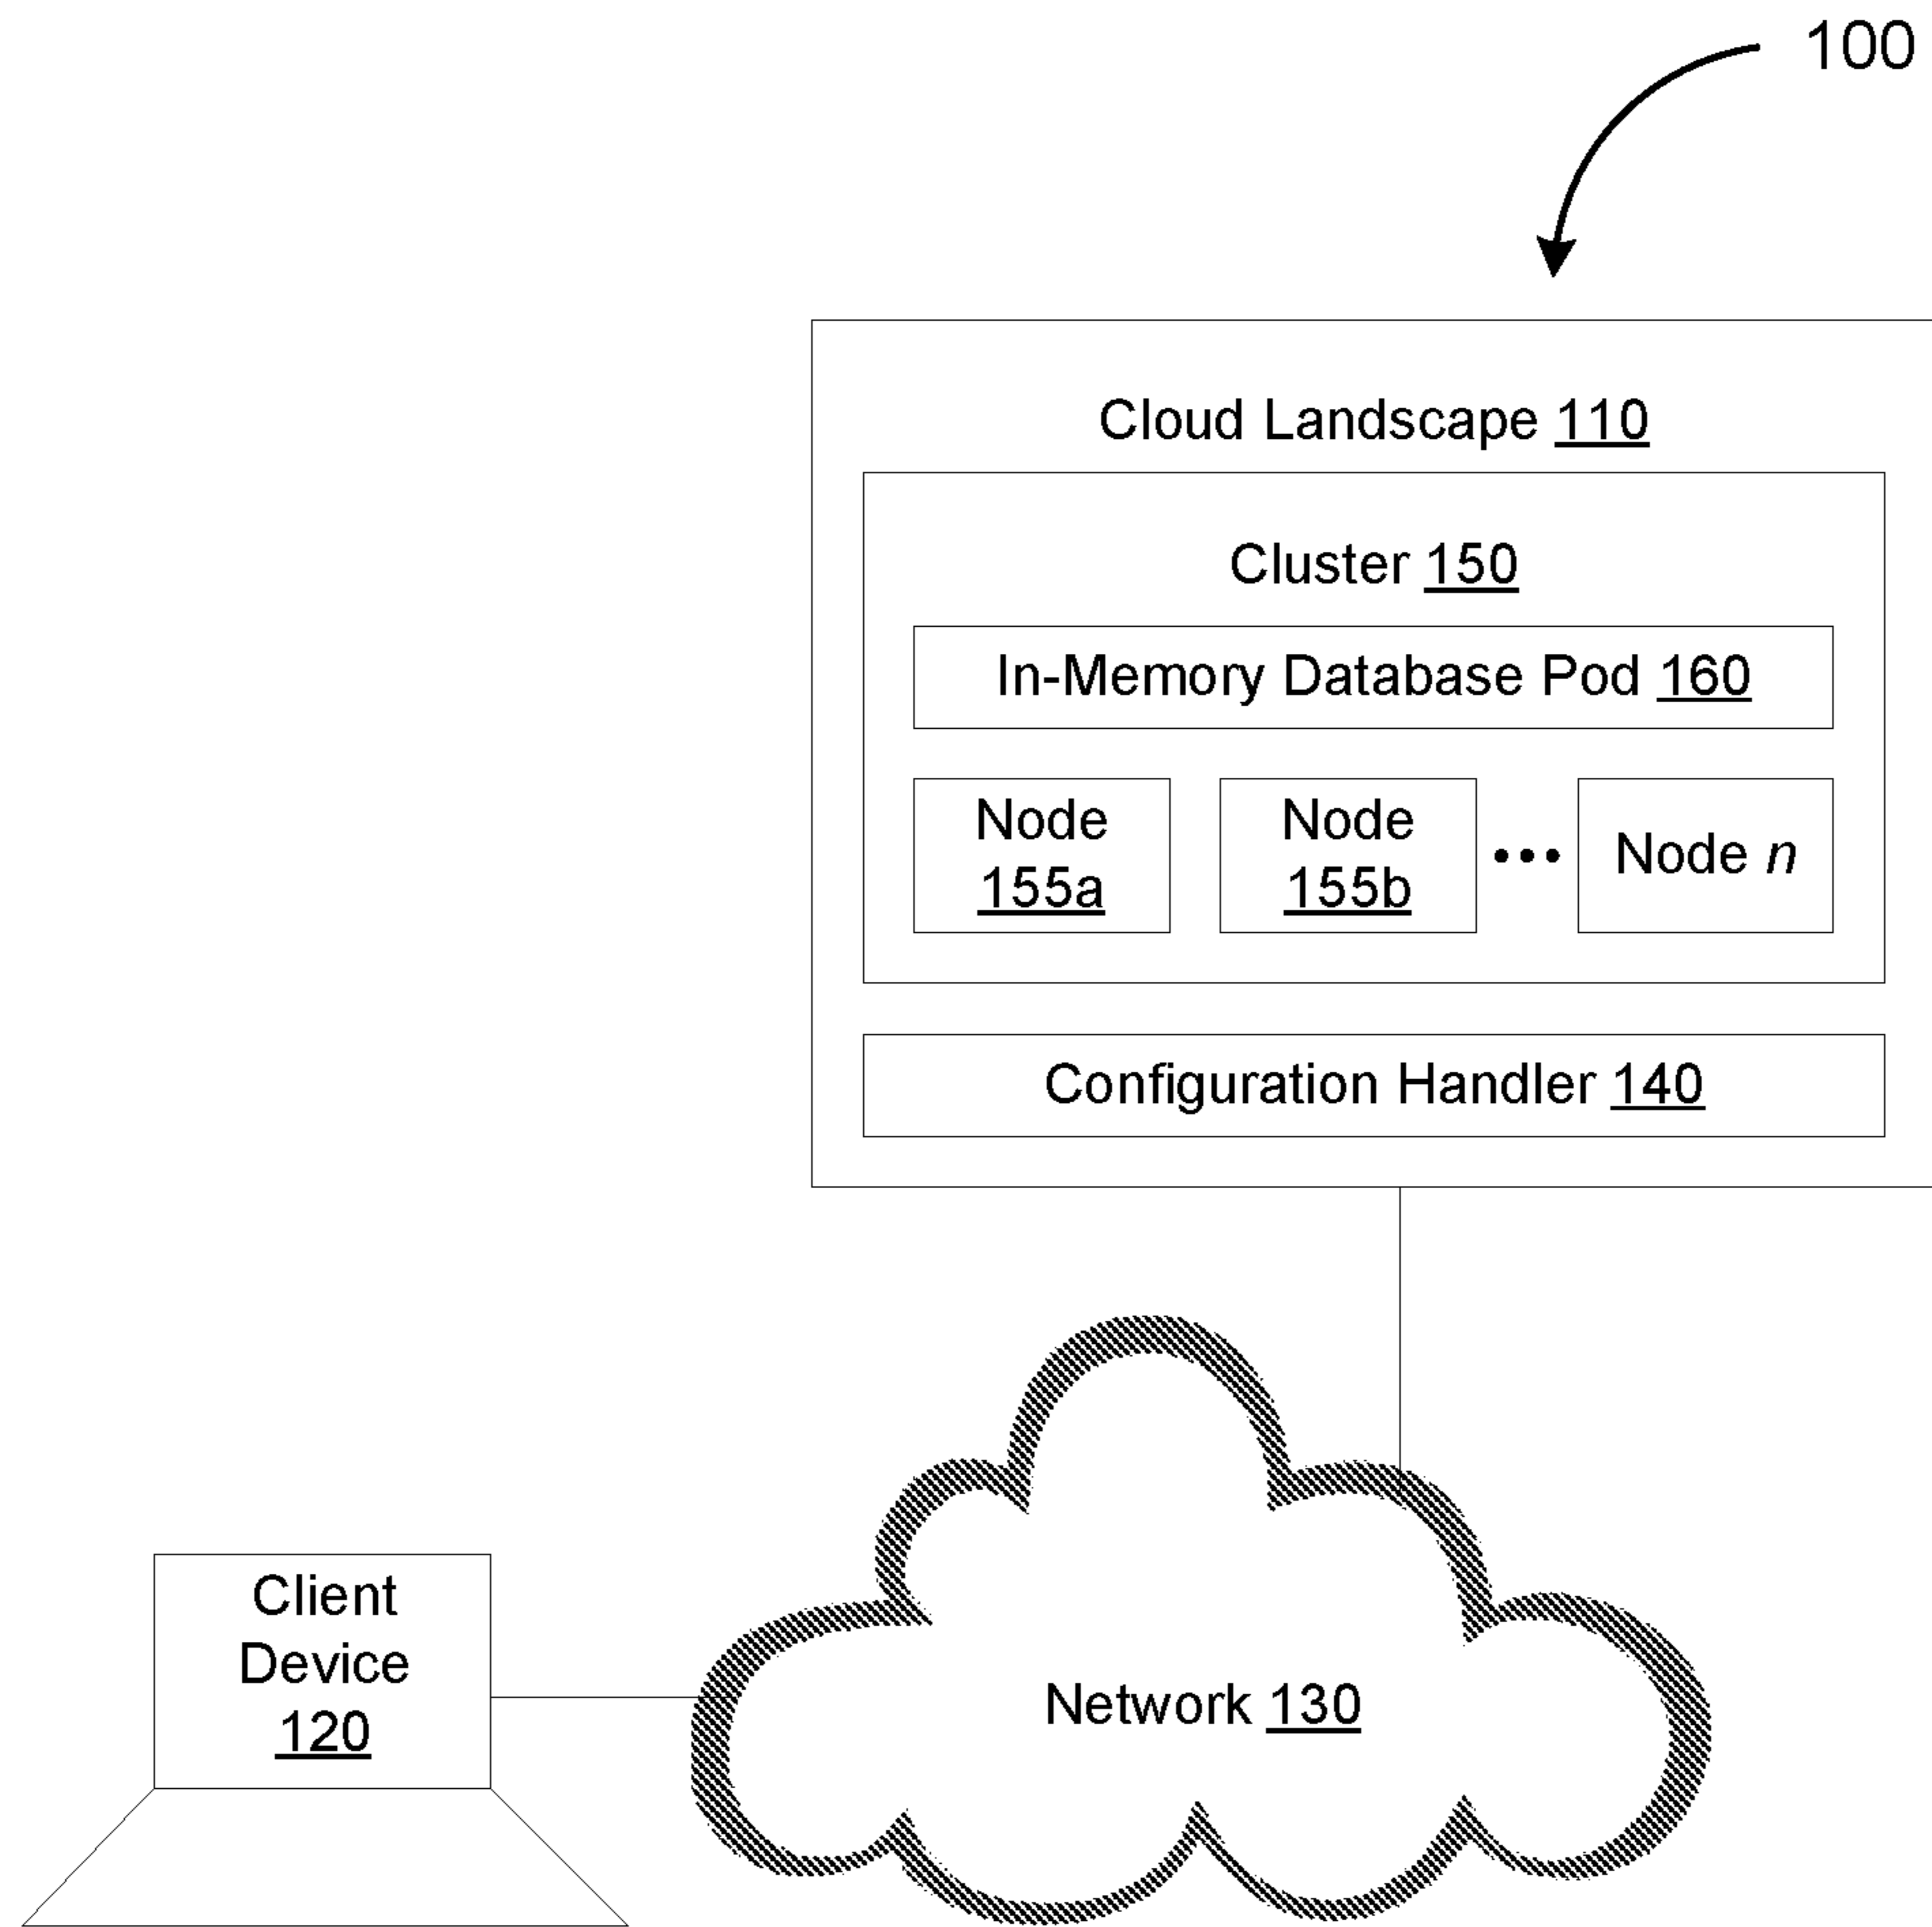 100
Cloud Landscape 110
Cluster 150
In-Memory Database Pod 160
Node
155a
Node
155b
•••
Node n
Configuration Handler 140
Client
Device
120
Network 130